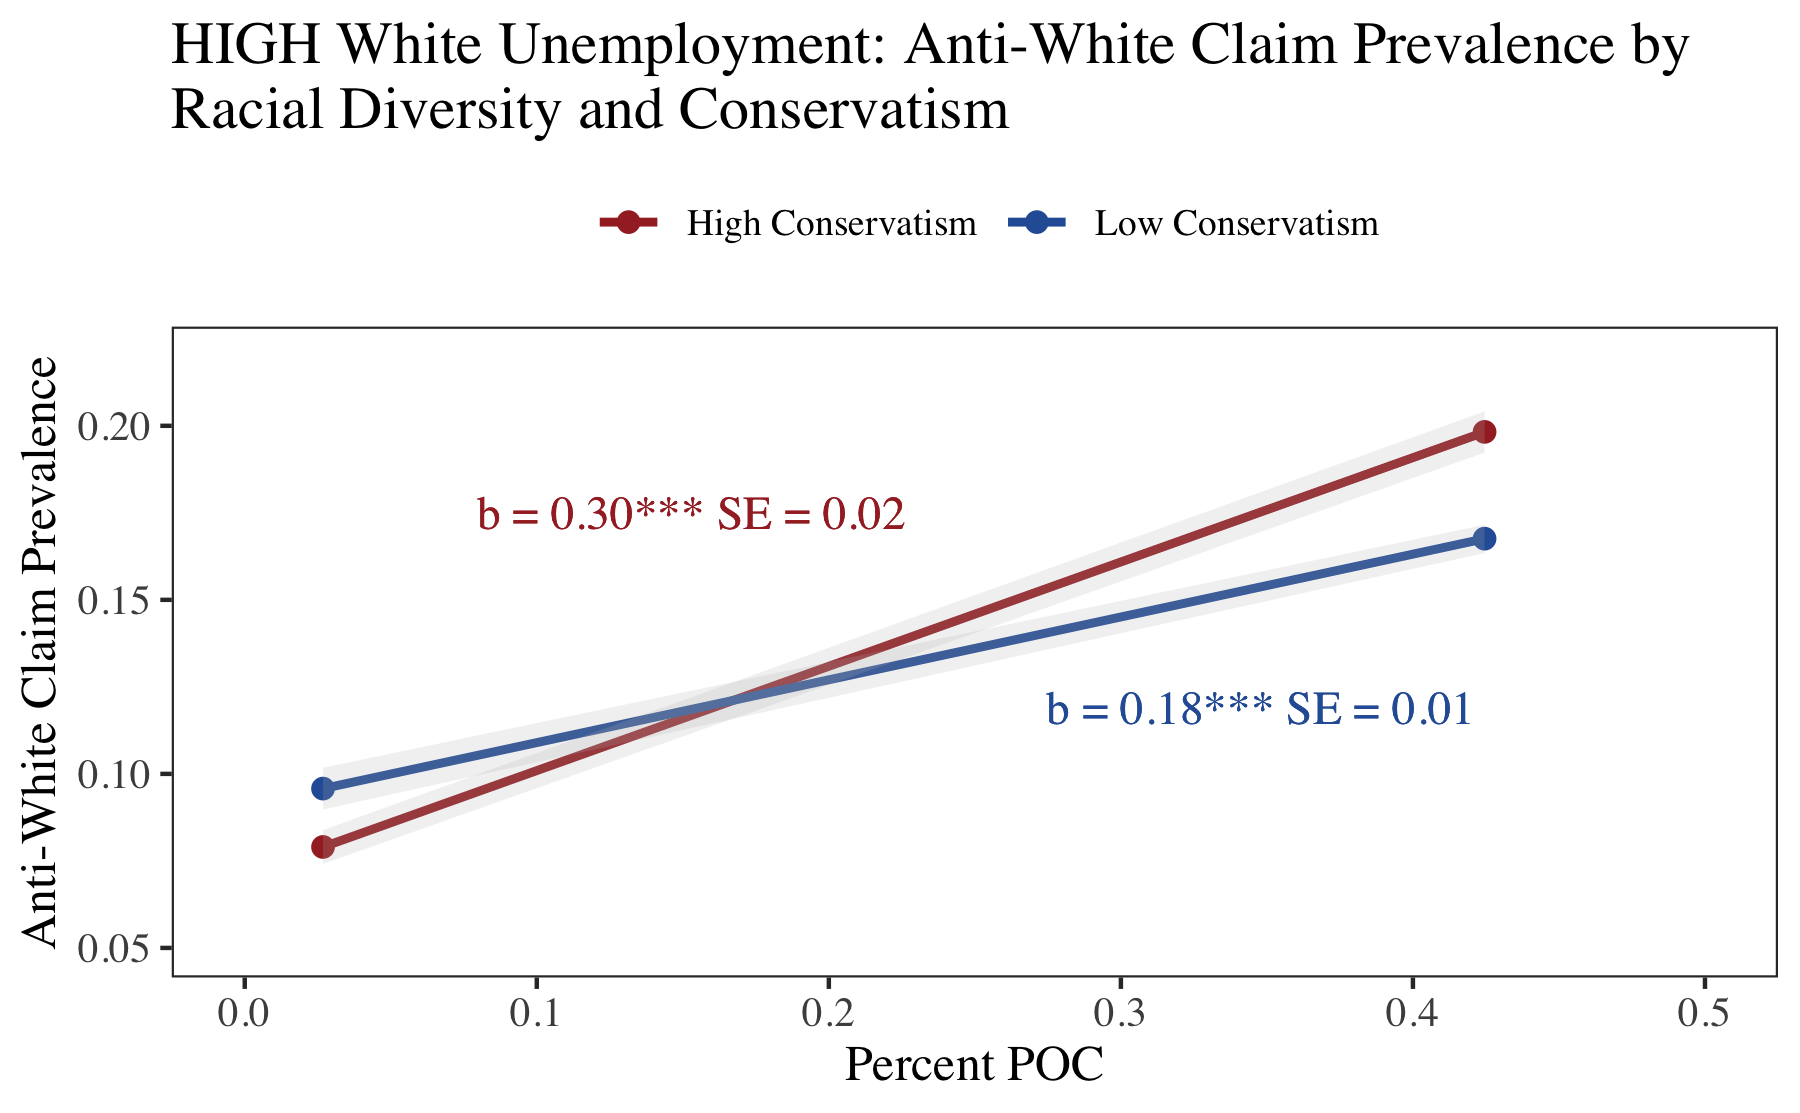 HIGH White Unemployment: Anti-White Claim Prevalence by
Racial Diversity and Conservatism
High Conservatism
Low Conservatism
Anti-White Claim Prevalence
0.20
0.15
0.10
0.05
b = 0.30*** SE = 0.02
b = 0.18*** SE = 0.01
0.0
0.1
0.2
0.3
0.4
0.5
Percent POC